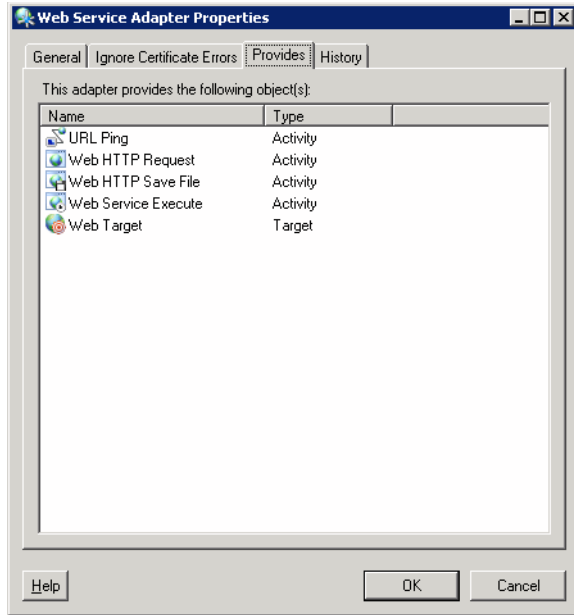 Web Service Adapter Properties
General Ignore Certificate Errors Provides History
This adapter provides the following object(s):
Name Type
URL Ping Activity
Web HTTP Request Activity
Web HTTP Save File Activity
Web Service Execute Activity
Web Target Target
Help OK Cancel